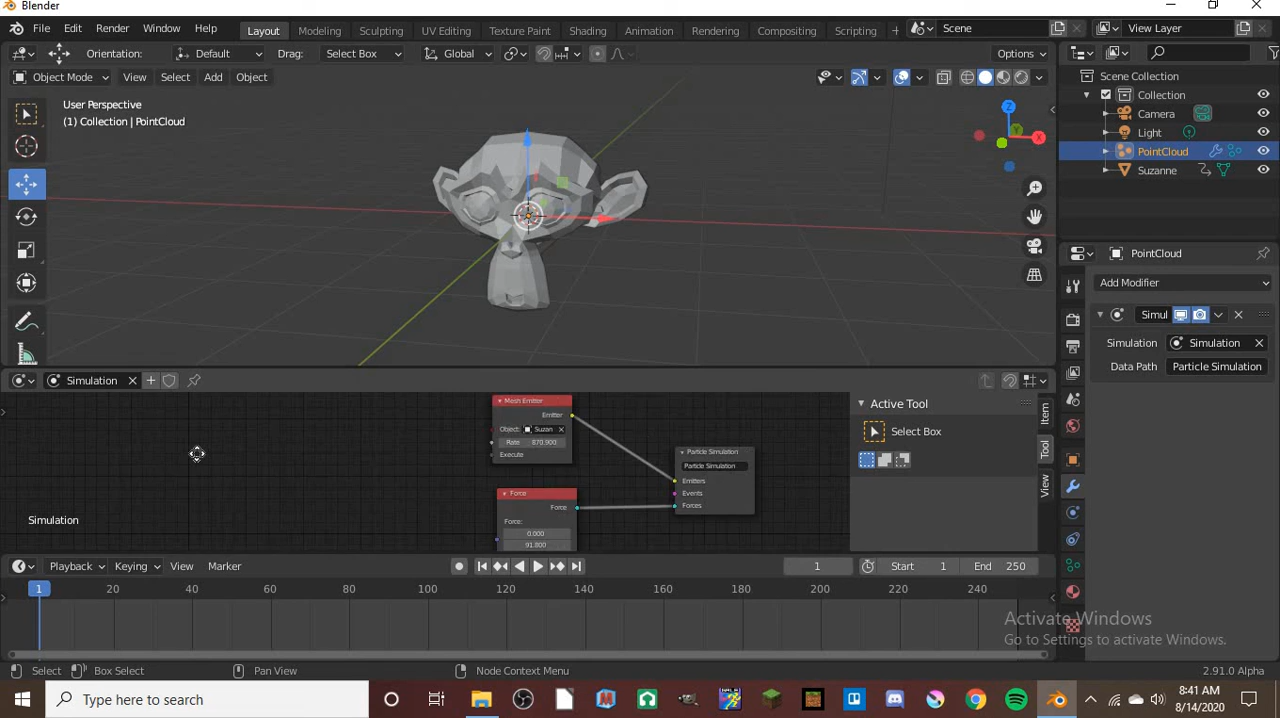 Blender
File Edit Render Window Help Layout Modeling Sculpting UV Editing Texture Paint Shading Animation Rendering Compositing Scripting + Scene View Layer
Orientation: Default Drag: Select Box Global Options
Object Mode View Select Add Object
User Perspective
(1) Collection | PointCloud
Z
Y
X
Scene Collection
Collection
Camera
Light
PointCloud
Suzanne
PointCloud
Add Modifier
Simul
Simulation Simulation
Data Path Particle Simulation
Simulation
Mesh Emitter
Emitter
Object: Suzan
Rate 870.900
Execute
Force
Force
Force:
0.000
91.800
Particle Simulation
Particle Simulation
Emitters
Events
Forces
Simulation
Active Tool
Select Box
Item
Tool
View
Playback Keying View Marker 1 Start 1 End 250
1 20 40 60 80 100 120 140 160 180 200 220 240
Activate Windows
Go to Settings to activate Windows.
Select Box Select Pan View Node Context Menu 2.91.0 Alpha
Type here to search
8:41 AM
8/14/2020